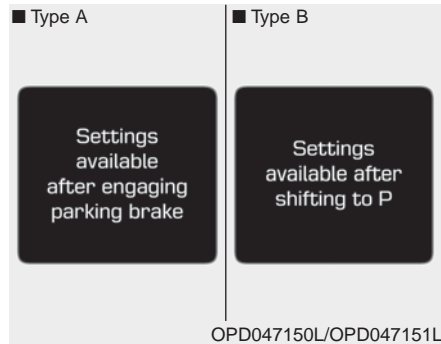 ■ Type A
Settings
available
after engaging
parking brake
■ Type B
Settings
available after
shifting to P
OPD047150L/OPD047151L